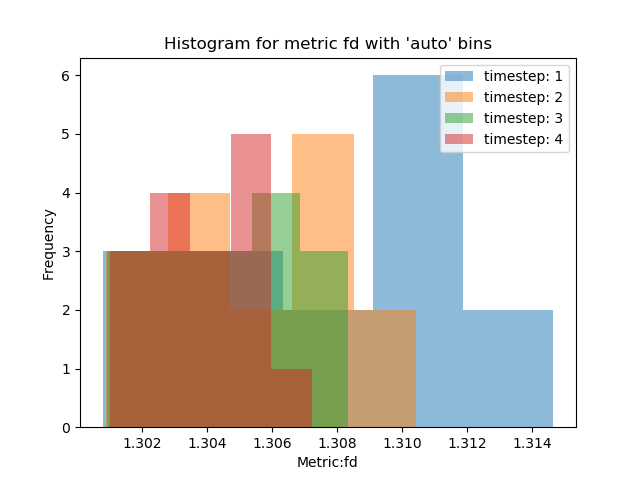 Histogram for metric fd with 'auto' bins
timestep: 1
timestep: 2
timestep: 3
timestep: 4
Frequency
6
5
4
3
2
1
0
1.302 1.304 1.306 1.308 1.310 1.312 1.314
Metric:fd